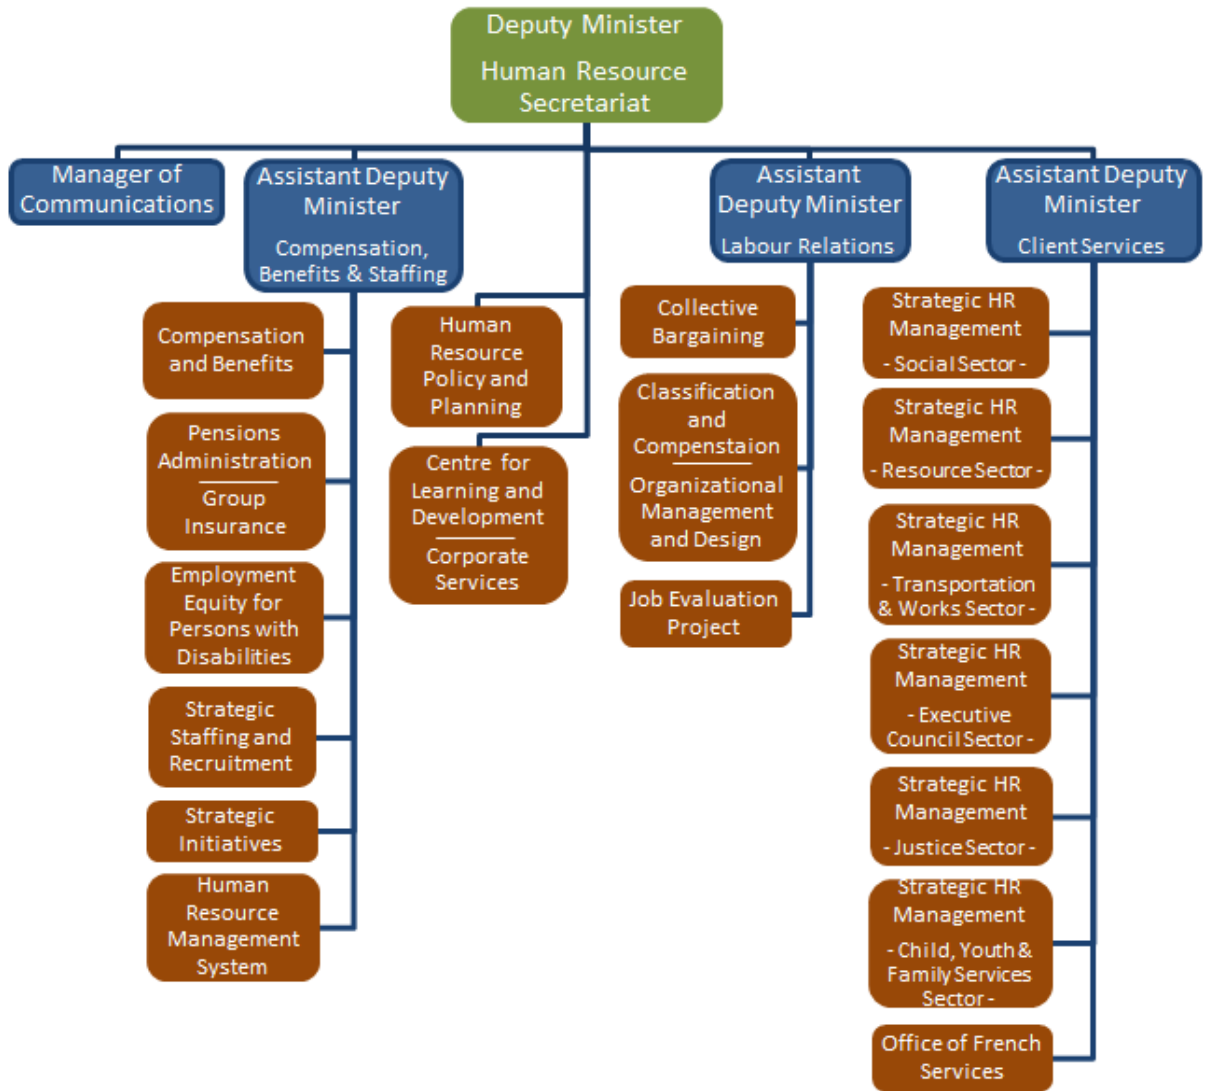 Deputy Minister
Human Resource
Secretariat
Manager of
Communications
Assistant Deputy
Minister
Compensation,
Benefits & Staffing
Assistant
Deputy Minister
Labour Relations
Assistant Deputy
Minister
Client Services
Compensation
and Benefits
Pensions
Administration
Group
Insurance
Employment
Equity for
Persons with
Disabilities
Strategic
Staffing and
Recruitment
Strategic
Initiatives
Human
Resource
Management
System
Human
Resource
Policy and
Planning
Centre for
Learning and
Development
Corporate
Services
Collective
Bargaining
Classification
and
Compenstaion
Organizational
Management
and Design
Job Evaluation
Project
Strategic HR
Management
- Social Sector -
Strategic HR
Management
- Resource Sector -
Strategic HR
Management
- Transportation
& Works Sector -
Strategic HR
Management
- Executive
Council Sector -
Strategic HR
Management
- Justice Sector -
Strategic HR
Management
- Child, Youth &
Family Services
Sector -
Office of French
Services